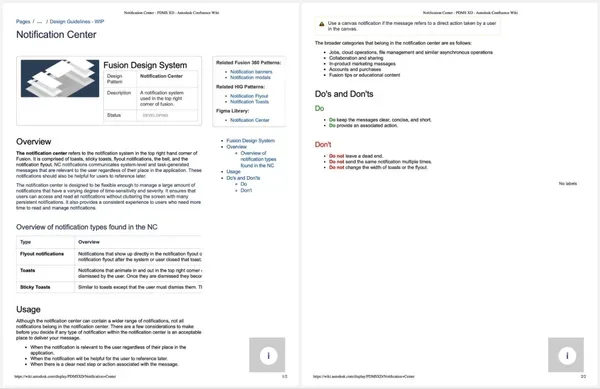 Notification Center - PDMS XD - Autodesk Confluence Wiki
Pages / ... / Design Guidelines - WIP
Notification Center
Fusion Design System
Design Pattern
Notification Center
Description
A notification system used in the top right corner of fusion.
Status
DEVELOPING
Related Fusion 360 Patterns:
Notification banners
Notification modals
Related HIG Patterns:
Notification Flyout
Notification Toasts
Figma Library:
Notification Center
Fusion Design System
Overview
Overview of notification types found in the NC
Usage
Do's and Don'ts
Do
Don't
Overview
The notification center refers to the notification system in the top right hand corner of
Fusion. It is comprised of toasts, sticky toasts, flyout notifications, the bell, and the
notification flyout. NC notifications communicates system-level and task-generated
messages that are relevant to the user regardless of their place in the application. These
notifications should also be helpful for users to reference later.
The notification center is designed to be flexible enough to manage a large amount of
notifications that have a varying degree of time-sensitivity and severity. It ensures that
users can access and read all notifications without cluttering the screen with many
persistent notifications. It also provides a consistent experience to users who need more
time to read and manage notifications.
Overview of notification types found in the NC
Type Overview
Flyout notifications Notifications that show up directly in the notification flyout
notification flyout after the system or user closed that toast.
Toasts Notifications that animate in and out in the top right corner
dismissed by the user. Once they are dismissed they
Sticky Toasts Similar to toasts except that the user must dismiss them.
Usage
Although the notification center can contain a wider range of notifications, not all
notifications belong in the notification center. There are a few considerations to make
before you decide if any type of notification within the notification center is an acceptable
place to deliver your message.
When the notification is relevant to the user regardless of their place in the
application.
When the notification will be helpful for the user to reference later.
When there is a clear next step or action associated with the message.
https://wiki.autodesk.com/display/PDMSXD/Notification+Center
1/2
Notification Center - PDMS XD - Autodesk Confluence Wiki
Use a canvas notification if the message refers to a direct action taken by a user
in the canvas.
The broader categories that belong in the notification center are as follows:
Jobs, cloud operations, file management and similar asynchronous operations
Collaboration and sharing
In-product marketing messages
Accounts and purchases
Fusion tips or educational content
Do's and Don'ts
Do
Do keep the messages clear, concise, and short.
Do provide an associated action.
Don't
Do not leave a dead end.
Do not send the same notification multiple times.
Do not change the width of toasts or the flyout.
No labels
https://wiki.autodesk.com/display/PDMSXD/Notification+Center
2/2